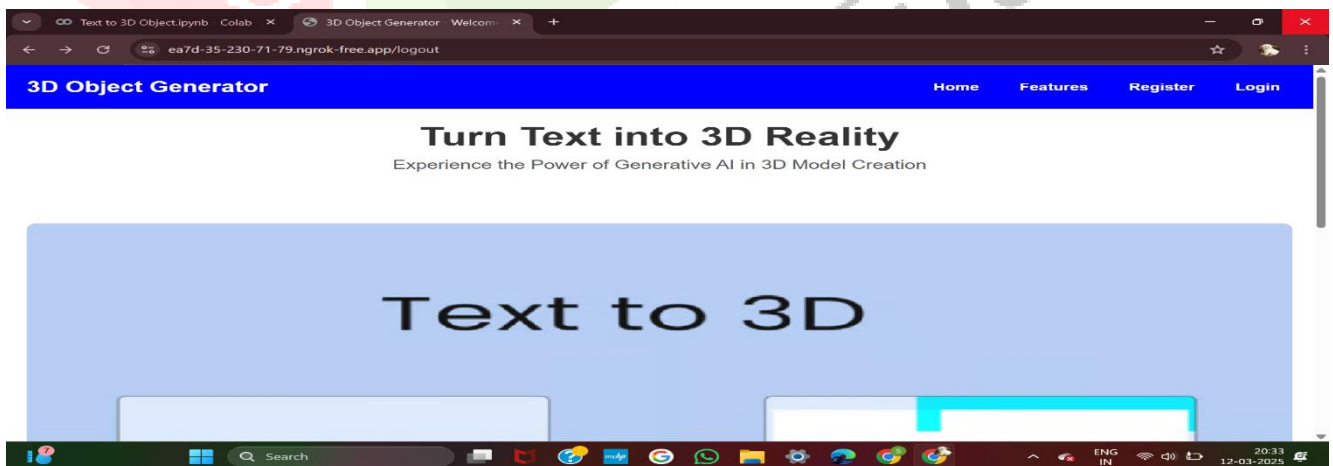 Text to 3D Object.ipynb - Colab
3D Object Generator - Welcom
ea7d-35-230-71-79.ngrok-free.app/logout
3D Object Generator
Home Features Register Login
Turn Text into 3D Reality
Experience the Power of Generative AI in 3D Model Creation
Text to 3D
7
Search
ENG
IN
20:33
12-03-2025